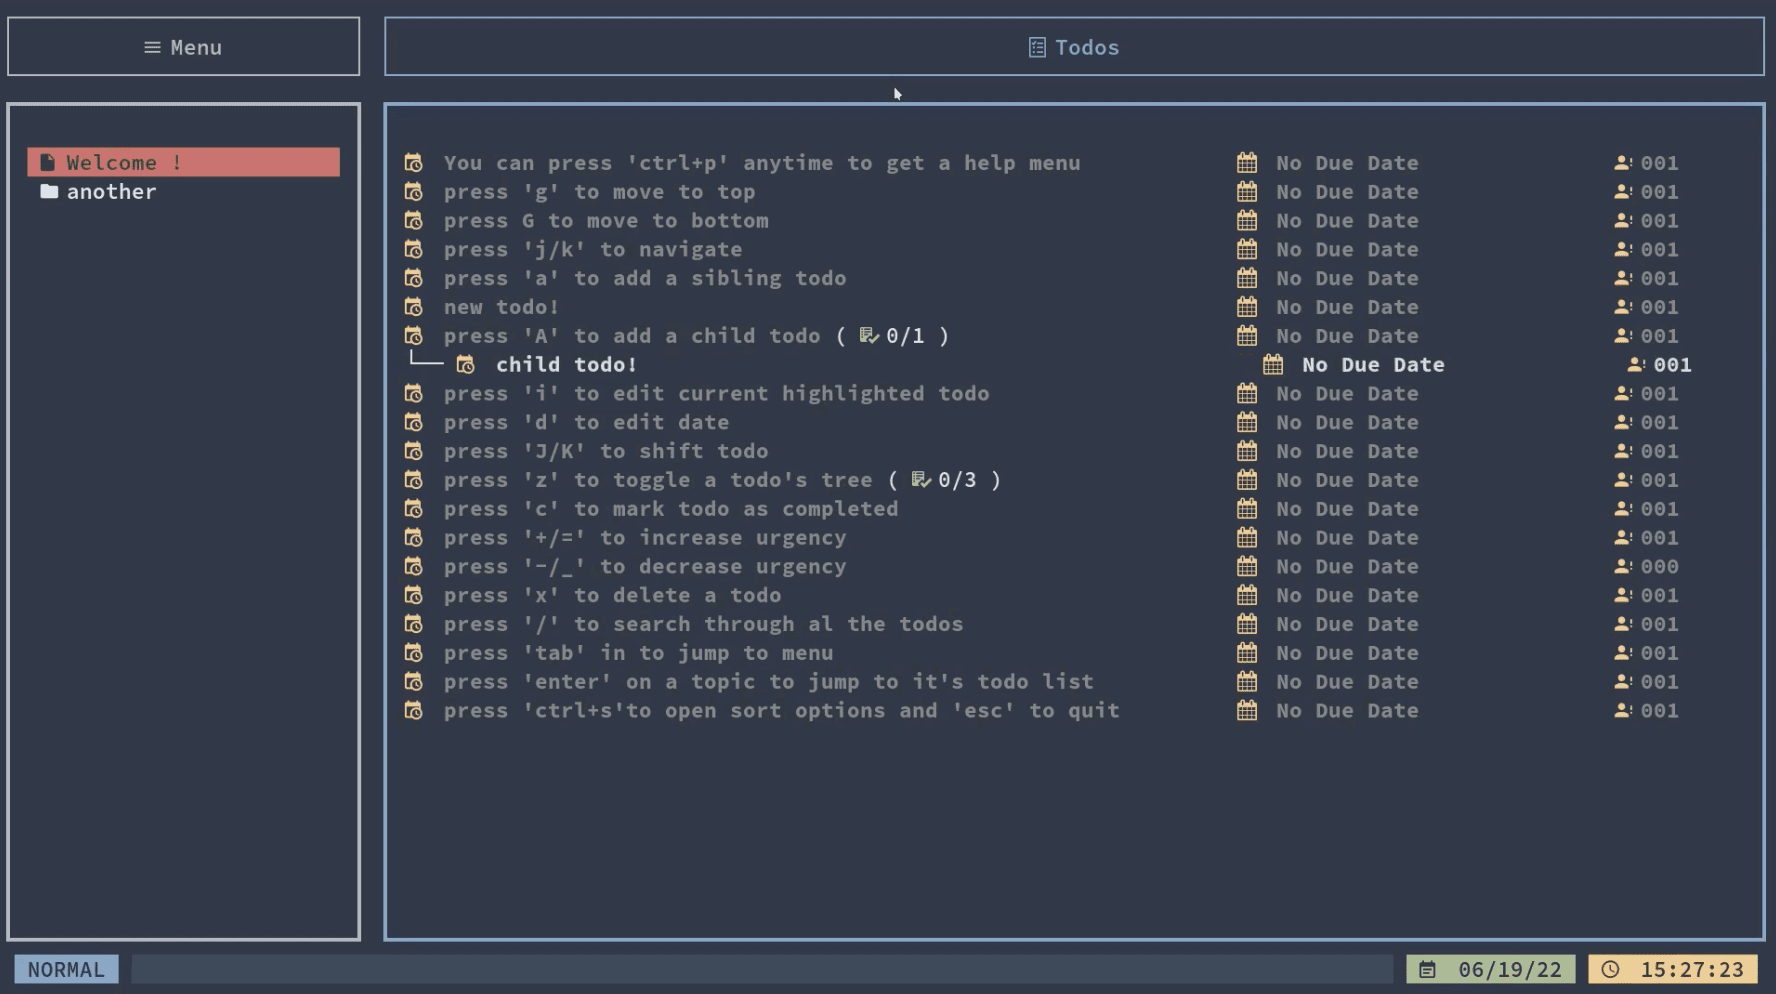 Menu
Todos
Welcome !
another
You can press 'ctrl+p' anytime to get a help menu No Due Date 001
press 'g' to move to top No Due Date 001
press G to move to bottom No Due Date 001
press 'j/k' to navigate No Due Date 001
press 'a' to add a sibling todo No Due Date 001
new todo! No Due Date 001
press 'A' to add a child todo ( 0/1 ) No Due Date 001
child todo! No Due Date 001
press 'i' to edit current highlighted todo No Due Date 001
press 'd' to edit date No Due Date 001
press 'J/K' to shift todo No Due Date 001
press 'z' to toggle a todo's tree ( 0/3 ) No Due Date 001
press 'c' to mark todo as completed No Due Date 001
press '+/=' to increase urgency No Due Date 001
press '-/_' to decrease urgency No Due Date 000
press 'x' to delete a todo No Due Date 001
press '/' to search through al the todos No Due Date 001
press 'tab' in to jump to menu No Due Date 001
press 'enter' on a topic to jump to it's todo list No Due Date 001
press 'ctrl+s'to open sort options and 'esc' to quit No Due Date 001
NORMAL 06/19/22 15:27:23